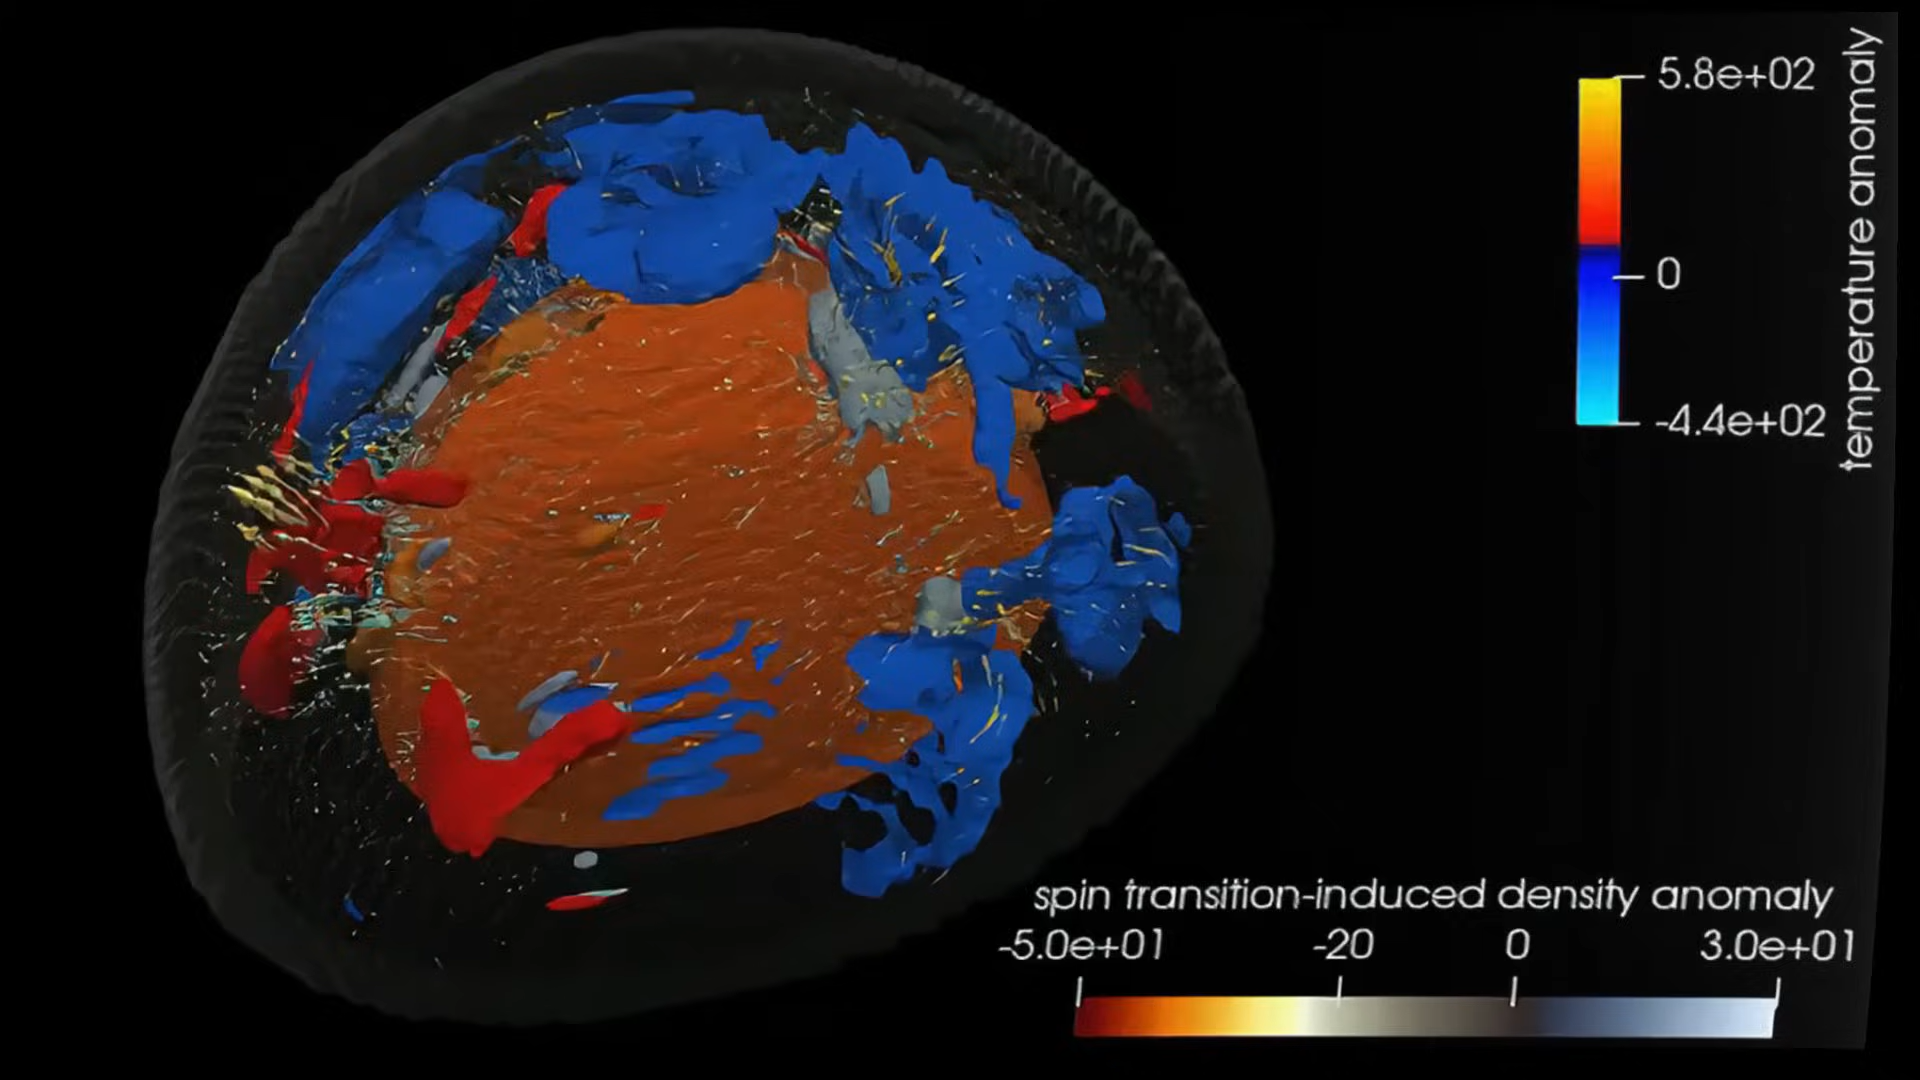 5.8e+02
0
-4.4e+02
temperature anomaly
spin transition-induced density anomaly
-5.0e+01 -20 0 3.0e+01